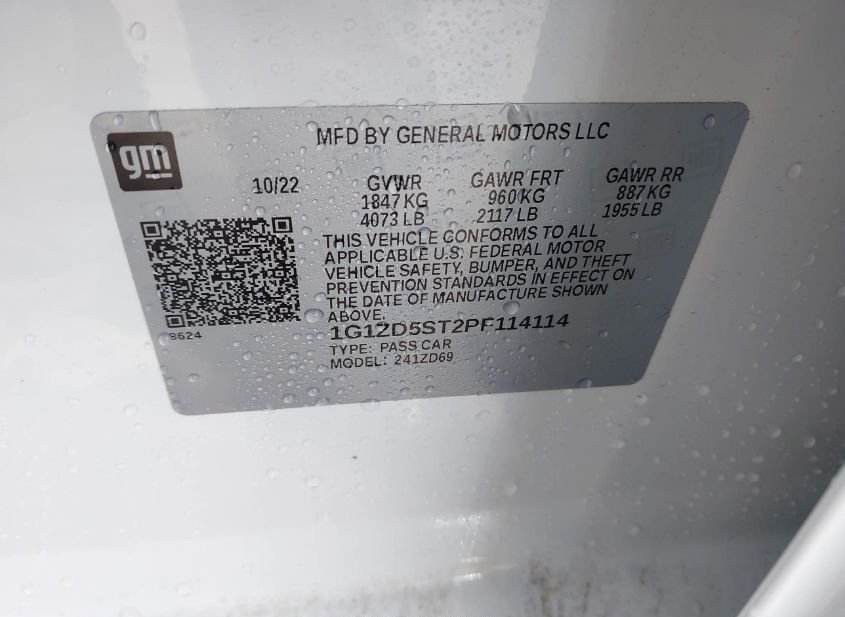 gm
MFD BY GENERAL MOTORS LLC
10/22 GVWR GAWR FRT GAWR RR
1847 KG 960 KG 887 KG
4073 LB 2117 LB 1955 LB
THIS VEHICLE CONFORMS TO ALL
APPLICABLE U.S. FEDERAL MOTOR
VEHICLE SAFETY, BUMPER, AND THEFT
PREVENTION STANDARDS IN EFFECT ON
THE DATE OF MANUFACTURE SHOWN
ABOVE.
8624
1G1ZD5ST2PF114114
TYPE: PASS CAR
MODEL: 241ZD69